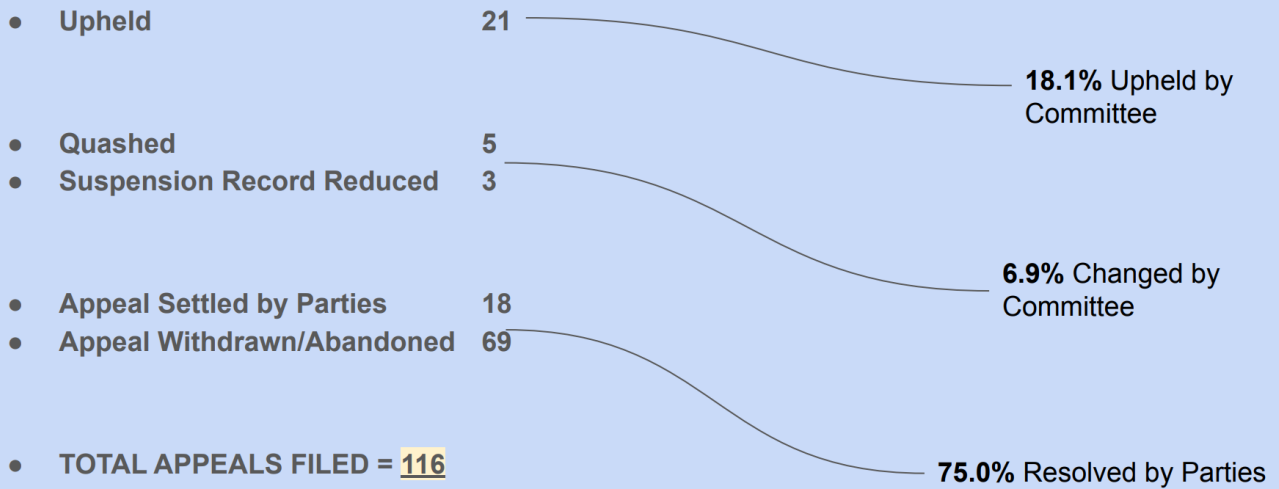 ● Upheld 21
18.1% Upheld by
Committee
● Quashed 5
● Suspension Record Reduced 3
6.9% Changed by
Committee
● Appeal Settled by Parties 18
● Appeal Withdrawn/Abandoned 69
● TOTAL APPEALS FILED = 116
75.0% Resolved by Parties